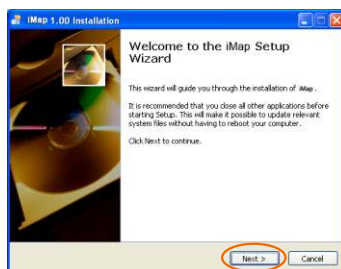 iMap 1.00 Installation
Welcome to the iMap Setup
Wizard
This wizard will guide you through the installation of iMap .
It is recommended that you close all other applications before
starting Setup. This will make it possible to update relevant
system files without having to reboot your computer.
Click Next to continue.
Next >
Cancel